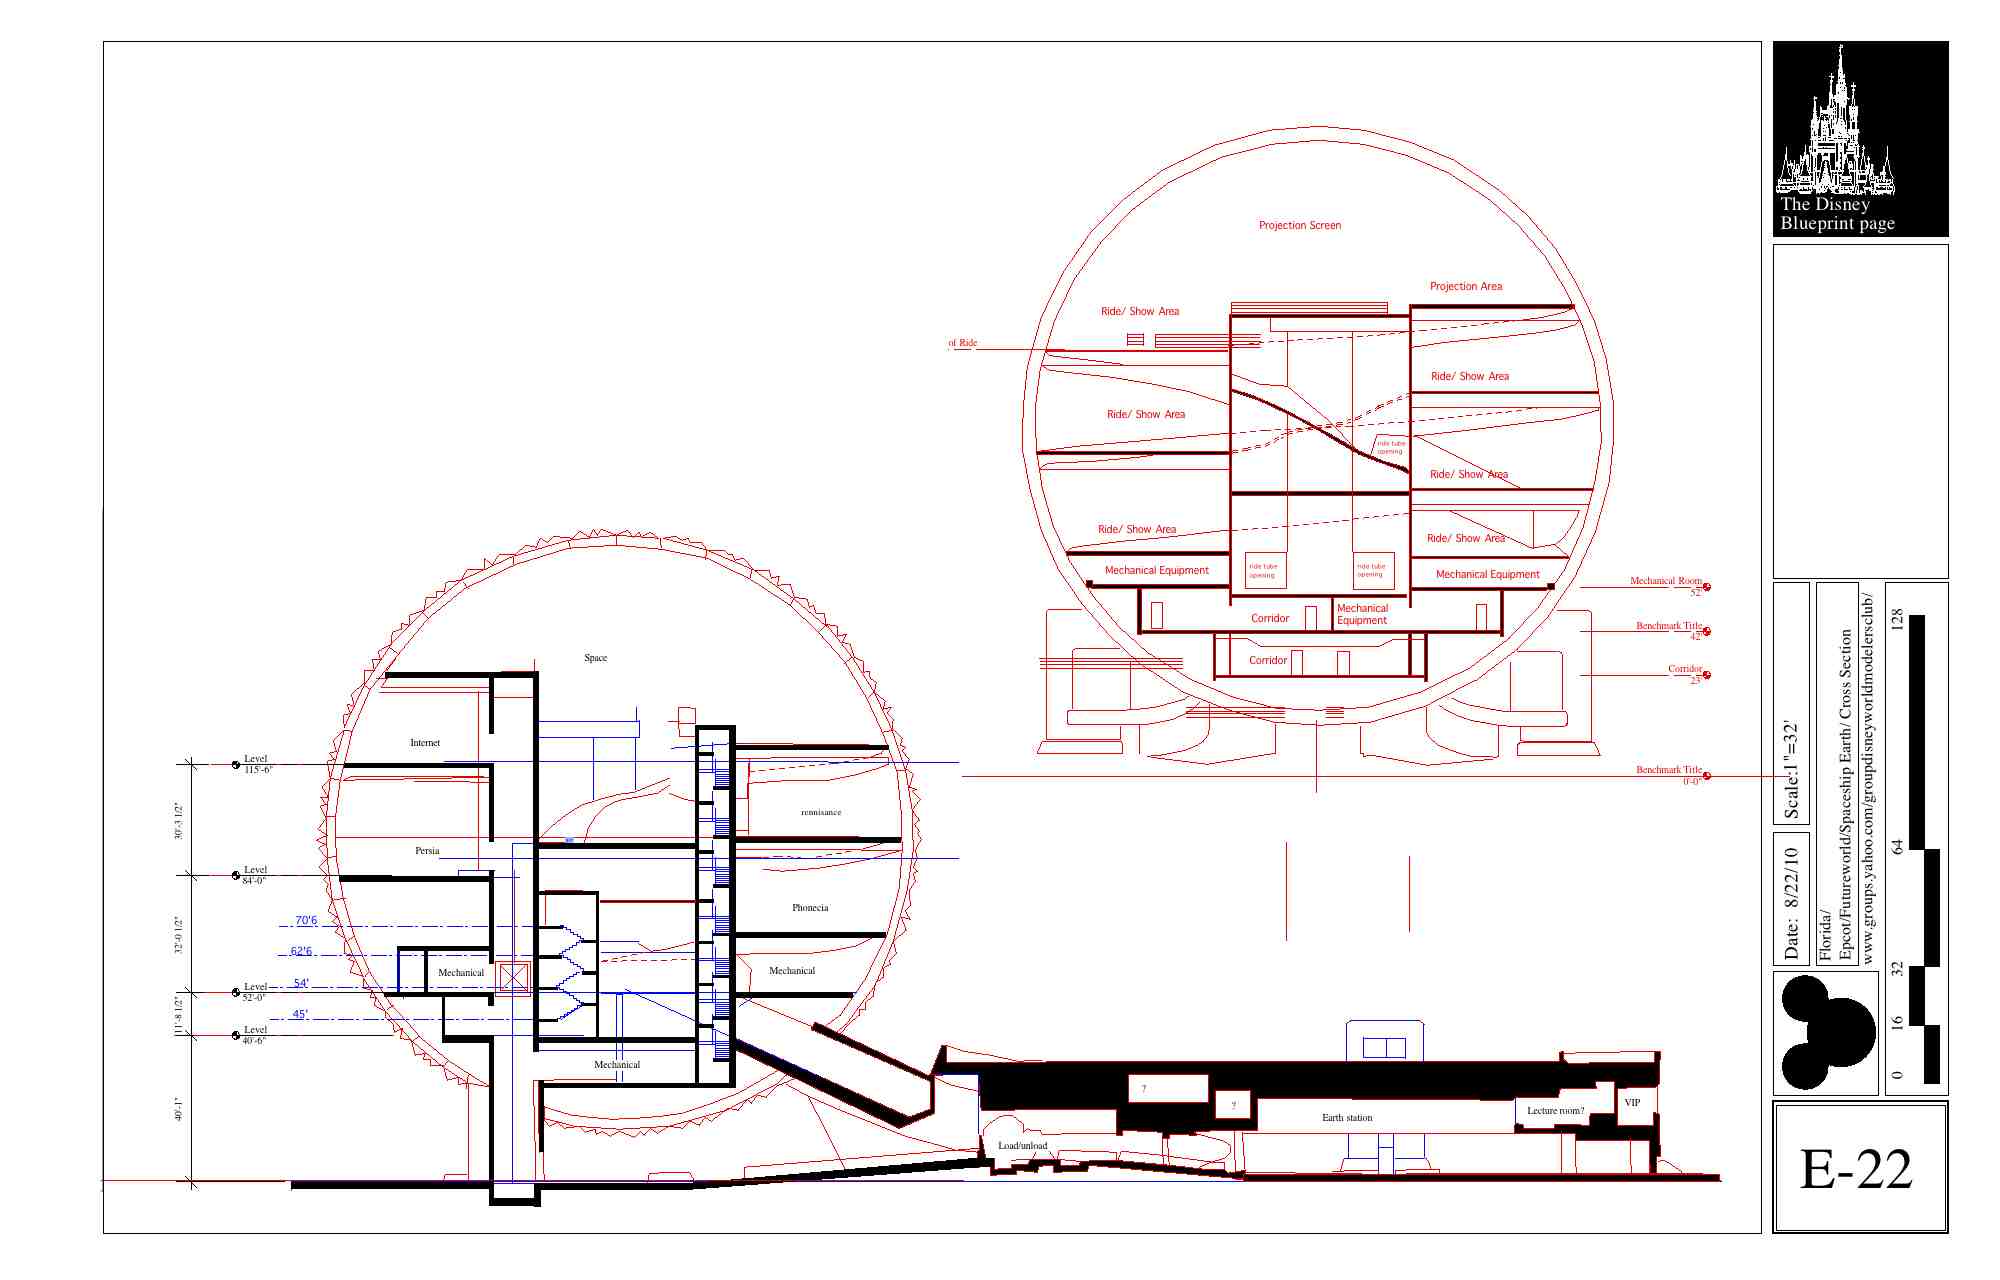 The Disney
Blueprint page
Projection Screen
Projection Area
Ride/ Show Area
of Ride
Ride/ Show Area
Ride/ Show Area
ride tube
opening
Ride/ Show Area
Ride/ Show Area
Ride/ Show Area
Mechanical Equipment
ride tube
opening
ride tube
opening
Mechanical Equipment
Corridor
Mechanical
Equipment
Corridor
Mechanical Room
52'
Benchmark Title
42'
Corridor
23'
Benchmark Title
0'-0"
Space
Internet
Level
115'-6"
30'-3 1/2"
rennisance
Persia
Level
84'-0"
Phonecia
70'6
32'-0 1/2"
62'6
Mechanical
Mechanical
54'
Level
52'-0"
45'
11'-8 1/2"
Level
40'-6"
Mechanical
40'-1"
?
?
Earth station
Lecture room?
VIP
Load/unload
Scale:1"=32'
Date: 8/22/10
Florida/
Epcot/Futureworld/Spaceship Earth/ Cross Section
www.groups.yahoo.com/groupdisneyworldmodelersclub/
128
64
32
16
0
E-22